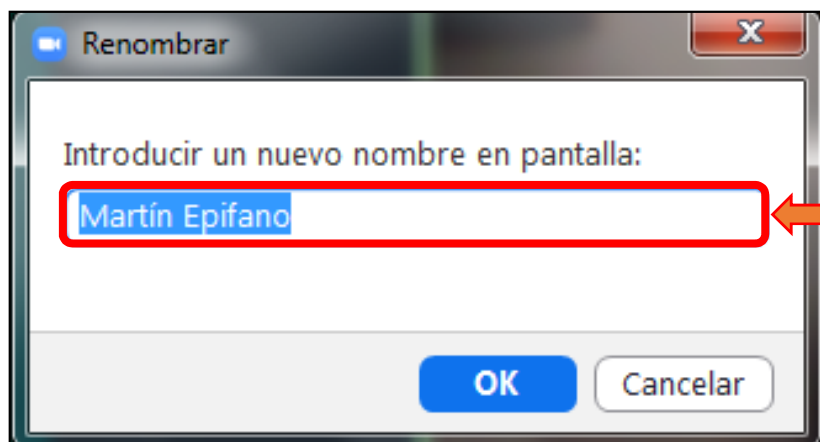 Renombrar
Introducir un nuevo nombre en pantalla:
Martín Epifano
OK
Cancelar